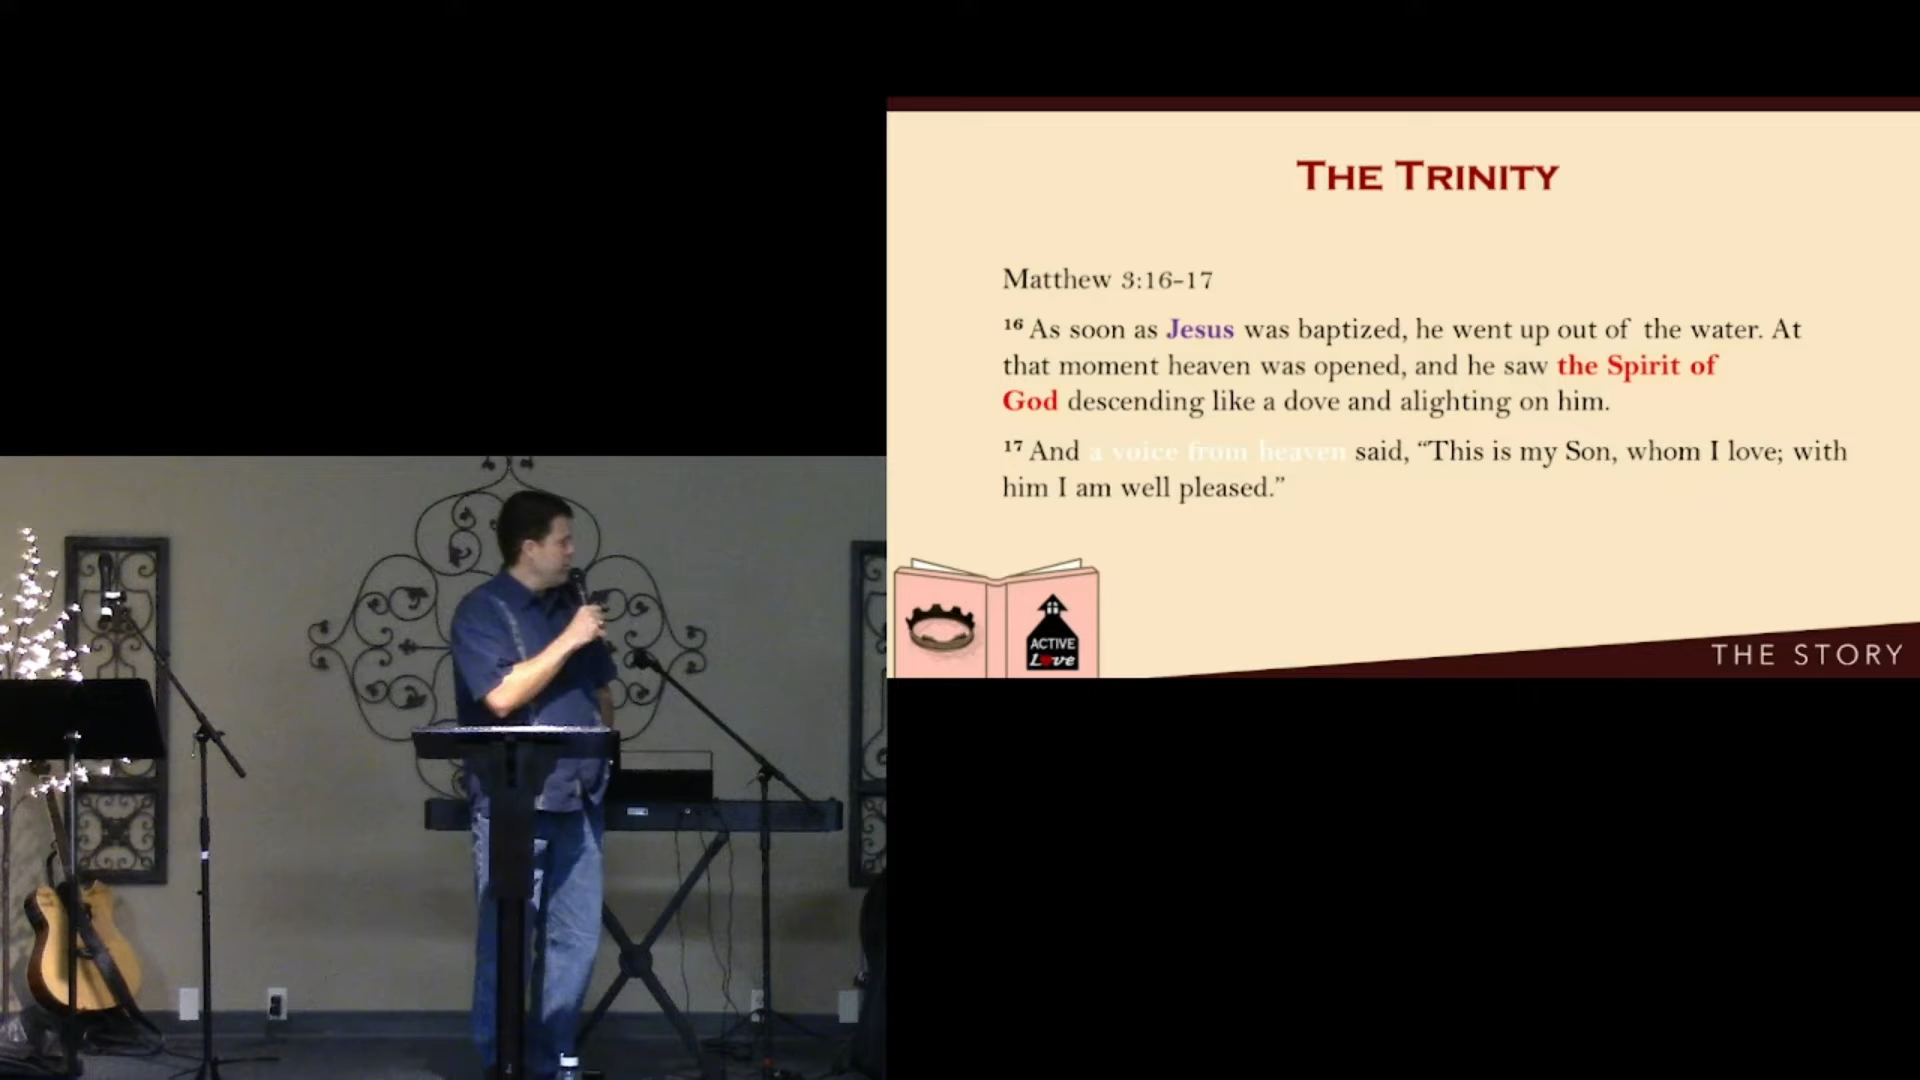 THE TRINITY
Matthew 3:16-17
16 As soon as Jesus was baptized, he went up out of the water. At
that moment heaven was opened, and he saw the Spirit of
God descending like a dove and alighting on him.
17 And a voice from heaven said, “This is my Son, whom I love; with
him I am well pleased.”
ACTIVE
Love
THE STORY